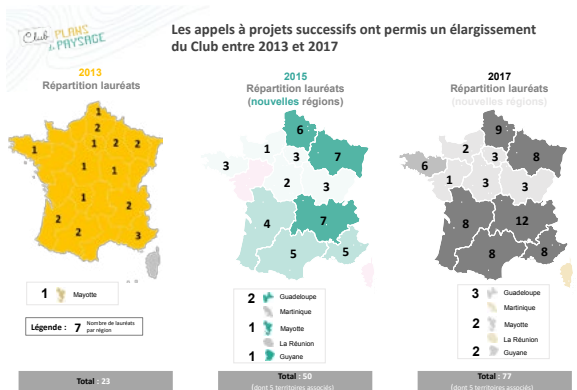 Club PLANS
de PAYSAGE
Les appels à projets successifs ont permis un élargissement
du Club entre 2013 et 2017
2013
Répartition lauréats
1
2
1
1
2
2
1
1
1
2
2
2
3
1 Mayotte
Légende : 7 Nombre de lauréats
par région
Total : 23
2015
Répartition lauréats
(nouvelles régions)
6
1
3
7
3
2
3
4
7
5
5
2 Guadeloupe
Martinique
1 Mayotte
La Réunion
1 Guyane
Total : 50
(dont 5 territoires associés)
2017
Répartition lauréats
(nouvelles régions)
9
2
3
8
6
1
3
3
8
12
8
8
3 Guadeloupe
Martinique
2 Mayotte
La Réunion
2 Guyane
Total : 77
(dont 5 territoires associés)